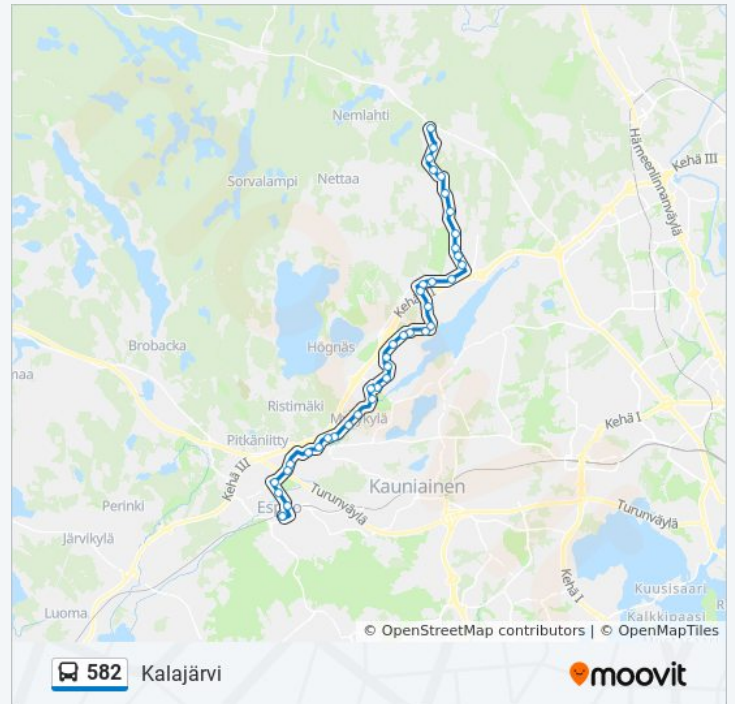 Nemlahti
Hämeenlinnanväylä
Kehä III
Sorvalampi
Nettaa
Brobacka
Högnäs
Ristimäki
Pitkäniitty
Kehä I
Kehä III
Turunväylä
Kauniainen
Turunväylä
Perinki
Järvikylä
Kehä I
Kuusisaari
Luoma
Kalkkipaasi
© OpenStreetMap contributors | © OpenMapTiles
582 Kalajärvi
moovit